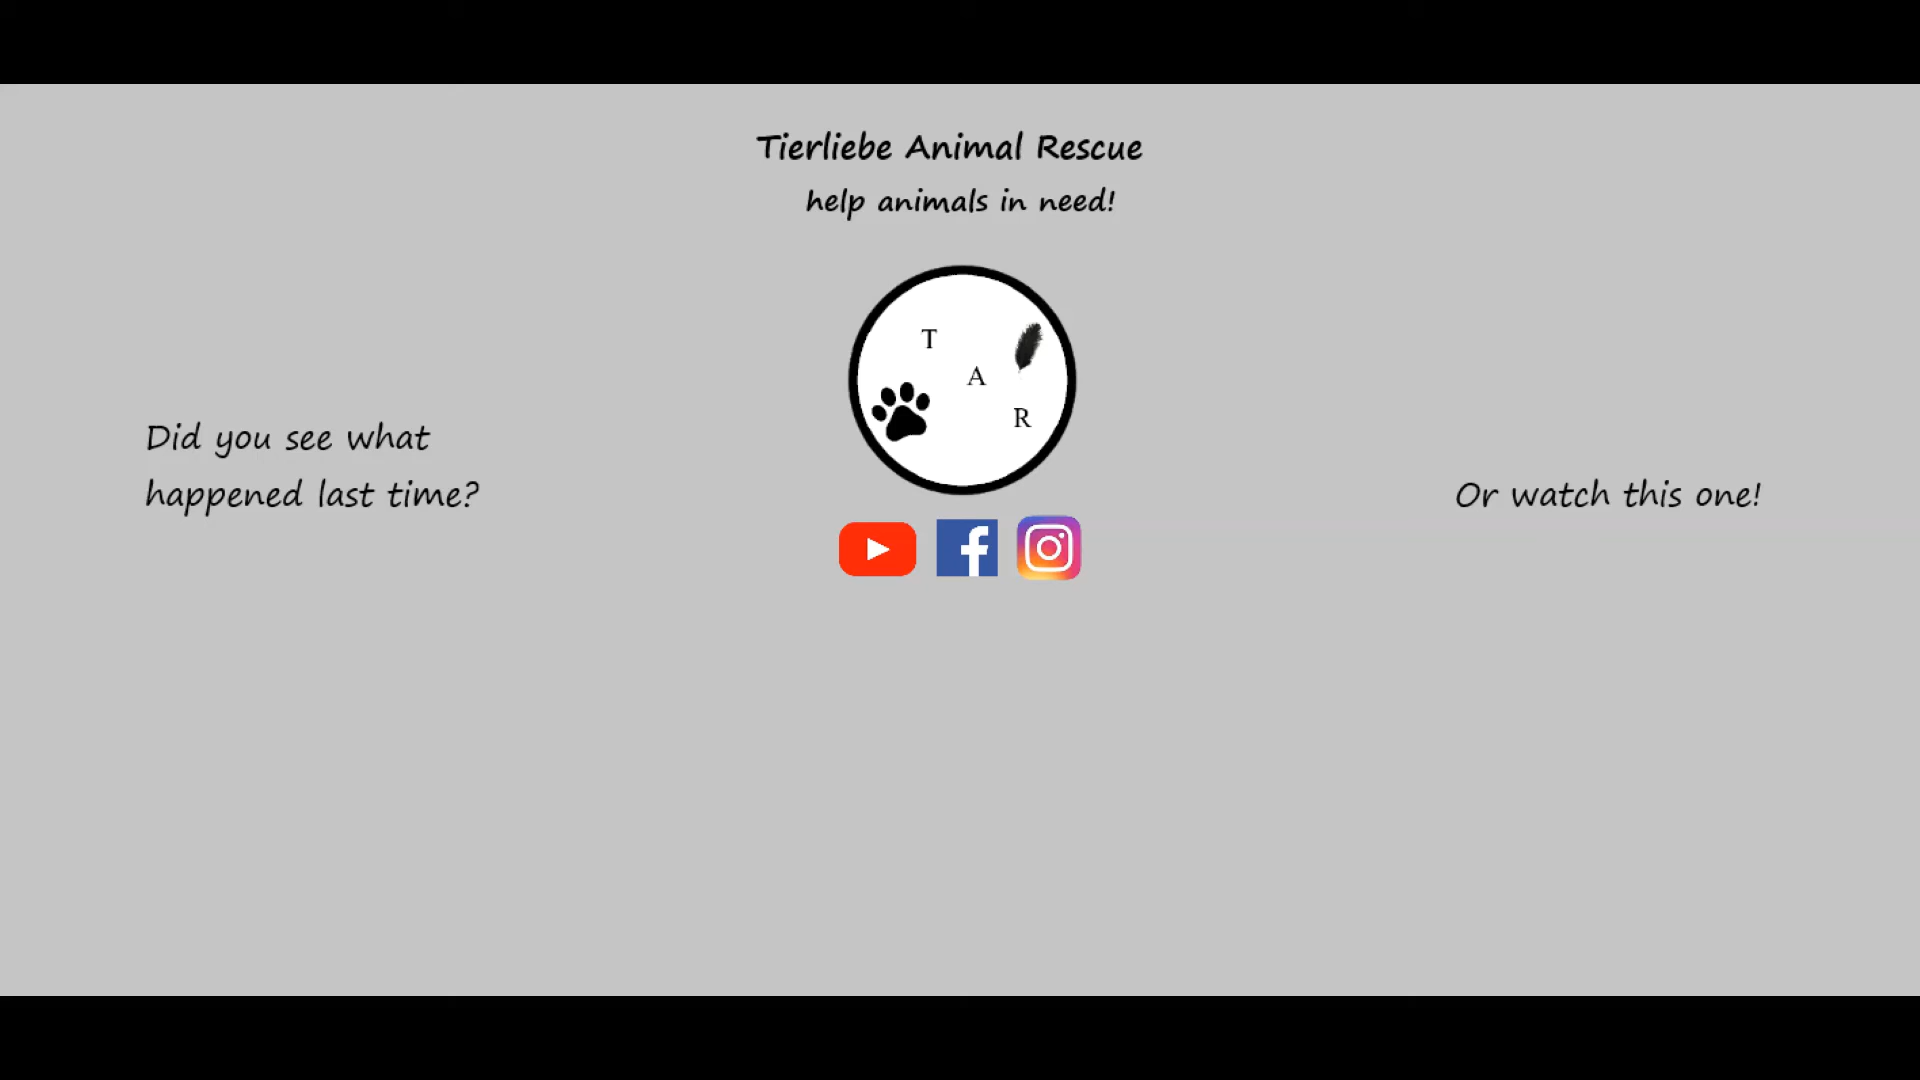 Tierliebe Animal Rescue
help animals in need!
T
A
R
Did you see what
happened last time?
Or watch this one!